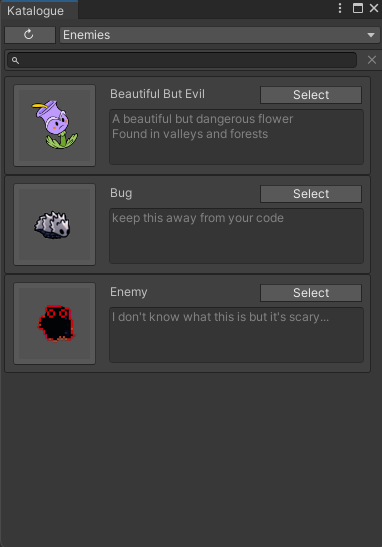 Katalogue
Enemies
Beautiful But Evil
Select
A beautiful but dangerous flower
Found in valleys and forests
Bug
Select
keep this away from your code
Enemy
Select
I don't know what this is but it's scary...